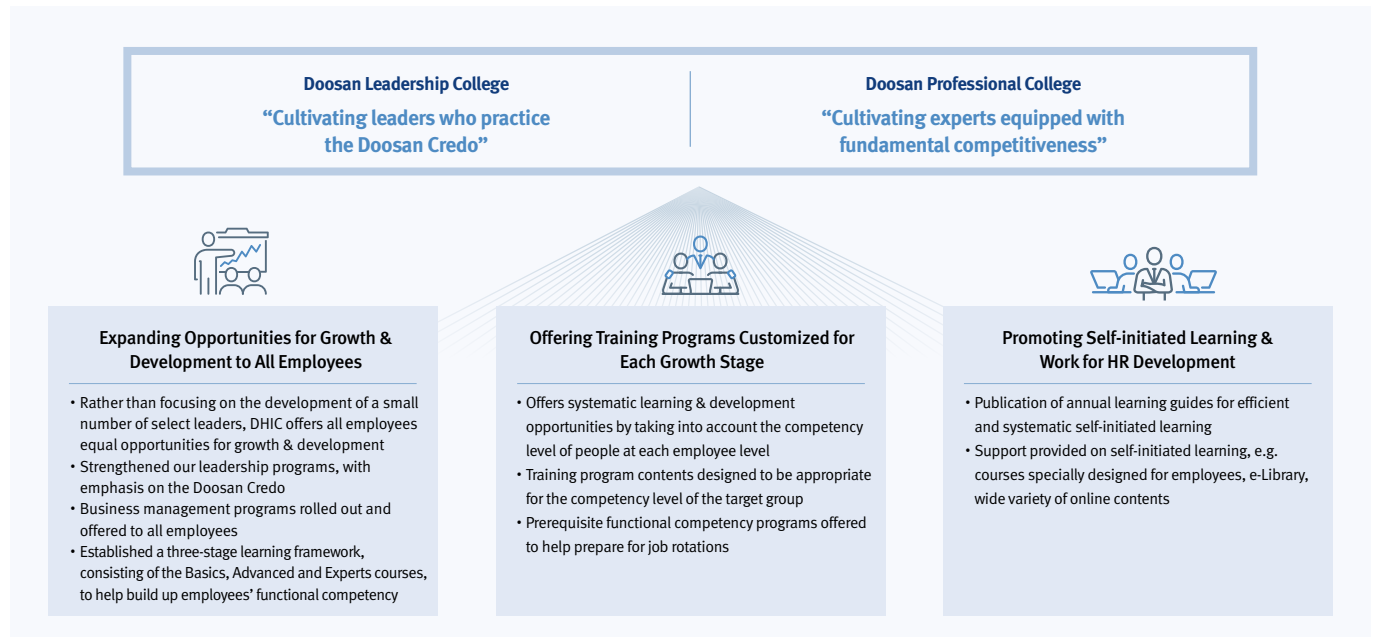 Doosan Leadership College
“Cultivating leaders who practice
the Doosan Credo”
Doosan Professional College
“Cultivating experts equipped with
fundamental competitiveness”
Expanding Opportunities for Growth &
Development to All Employees
• Rather than focusing on the development of a small
number of select leaders, DHIC offers all employees
equal opportunities for growth & development
• Strengthened our leadership programs, with
emphasis on the Doosan Credo
• Business management programs rolled out and
offered to all employees
• Established a three-stage learning framework,
consisting of the Basics, Advanced and Experts courses,
to help build up employees’ functional competency
Offering Training Programs Customized for
Each Growth Stage
• Offers systematic learning & development
opportunities by taking into account the competency
level of people at each employee level
• Training program contents designed to be appropriate
for the competency level of the target group
• Prerequisite functional competency programs offered
to help prepare for job rotations
Promoting Self-initiated Learning &
Work for HR Development
• Publication of annual learning guides for efficient
and systematic self-initiated learning
• Support provided on self-initiated learning, e.g.
courses specially designed for employees, e-Library,
wide variety of online contents